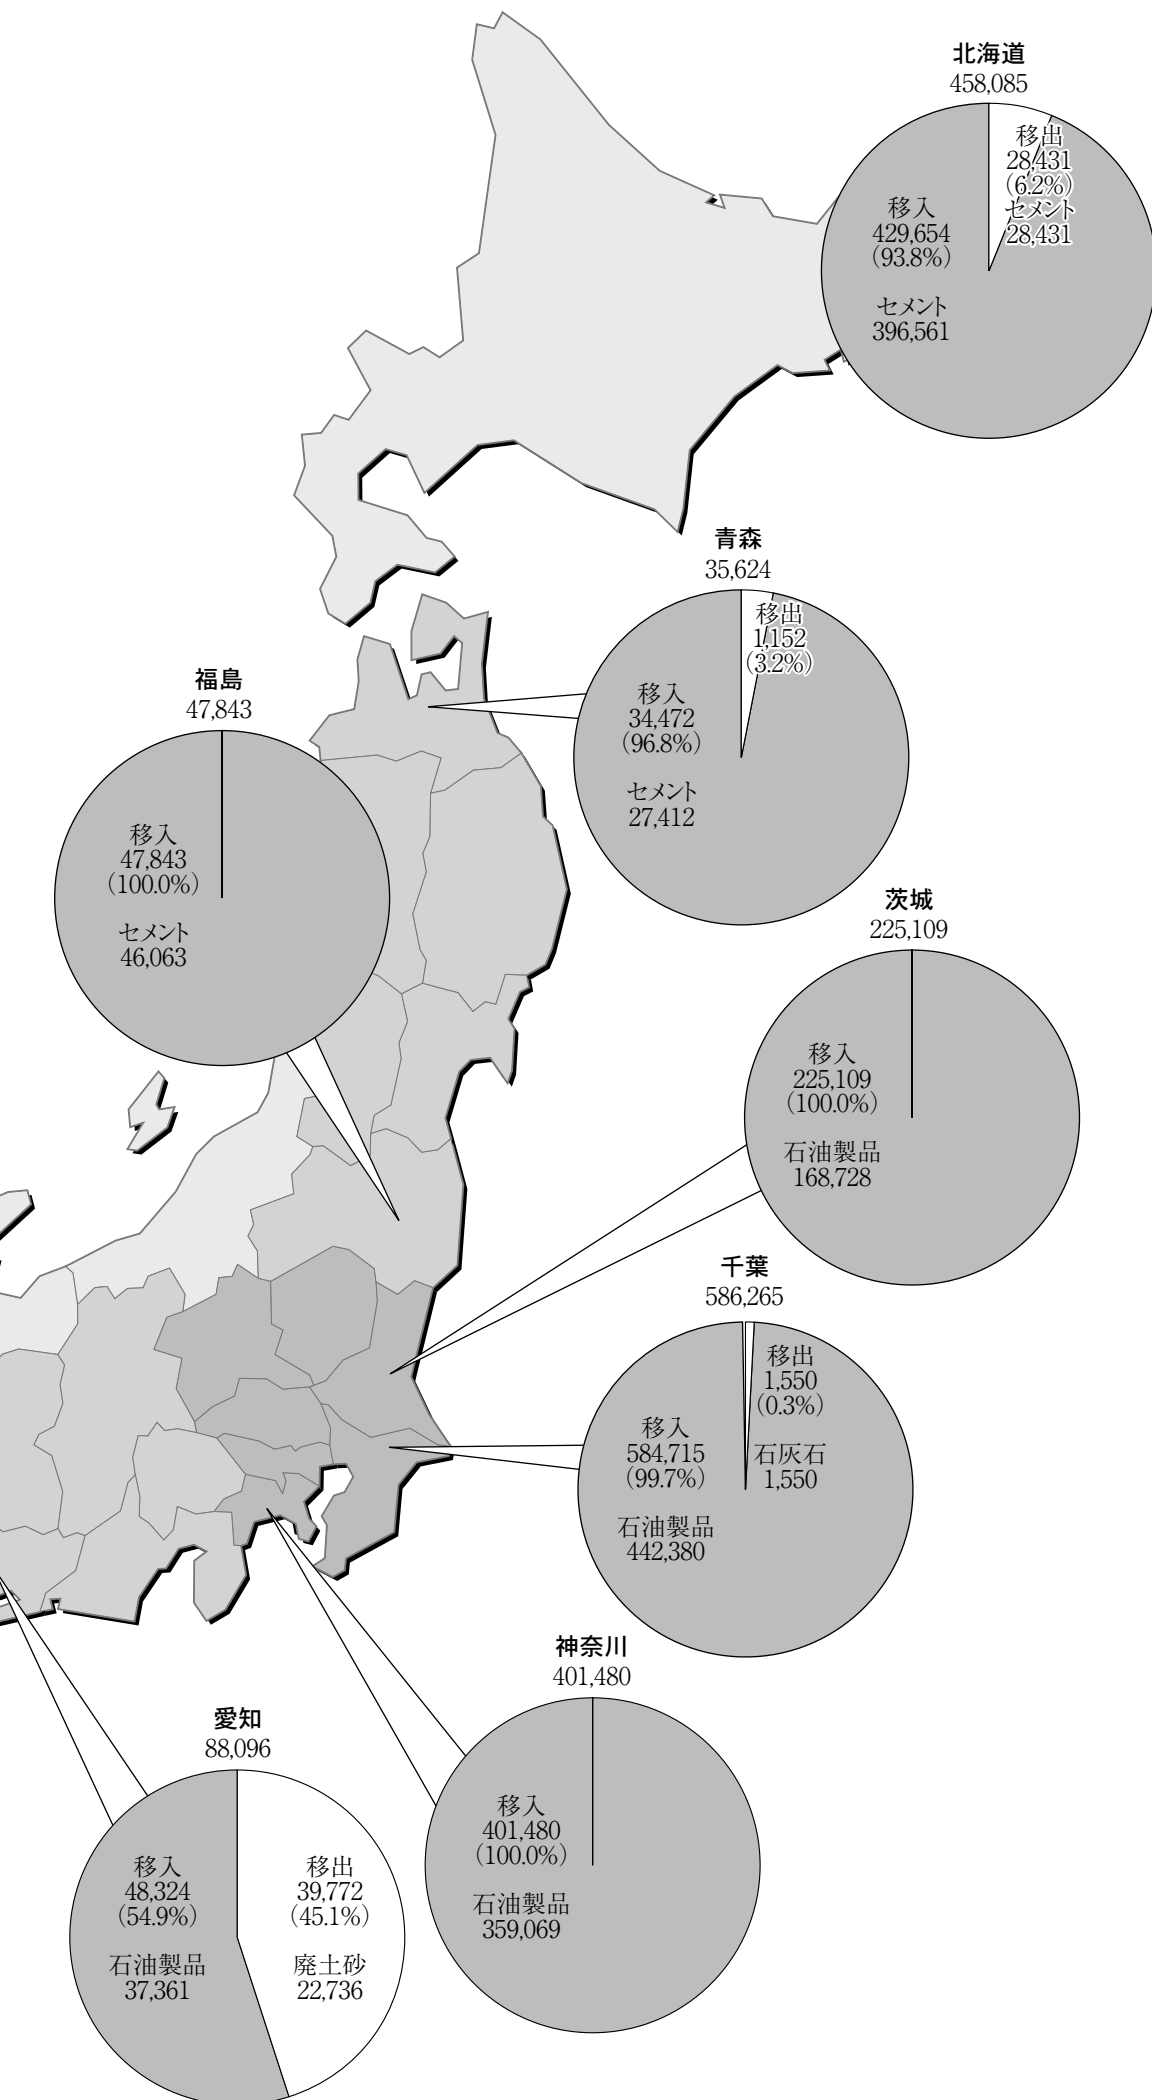 北海道
458,085
移出
28,431
(6.2%)
セメント
28,431
移入
429,654
(93.8%)
セメント
396,561
青森
35,624
移出
1,152
(3.2%)
移入
34,472
(96.8%)
セメント
27,412
福島
47,843
移入
47,843
(100.0%)
セメント
46,063
茨城
225,109
移入
225,109
(100.0%)
石油製品
168,728
千葉
586,265
移出
1,550
(0.3%)
石灰石
1,550
移入
584,715
(99.7%)
石油製品
442,380
神奈川
401,480
移入
401,480
(100.0%)
石油製品
359,069
愛知
88,096
移入
48,324
(54.9%)
石油製品
37,361
移出
39,772
(45.1%)
廃土砂
22,736